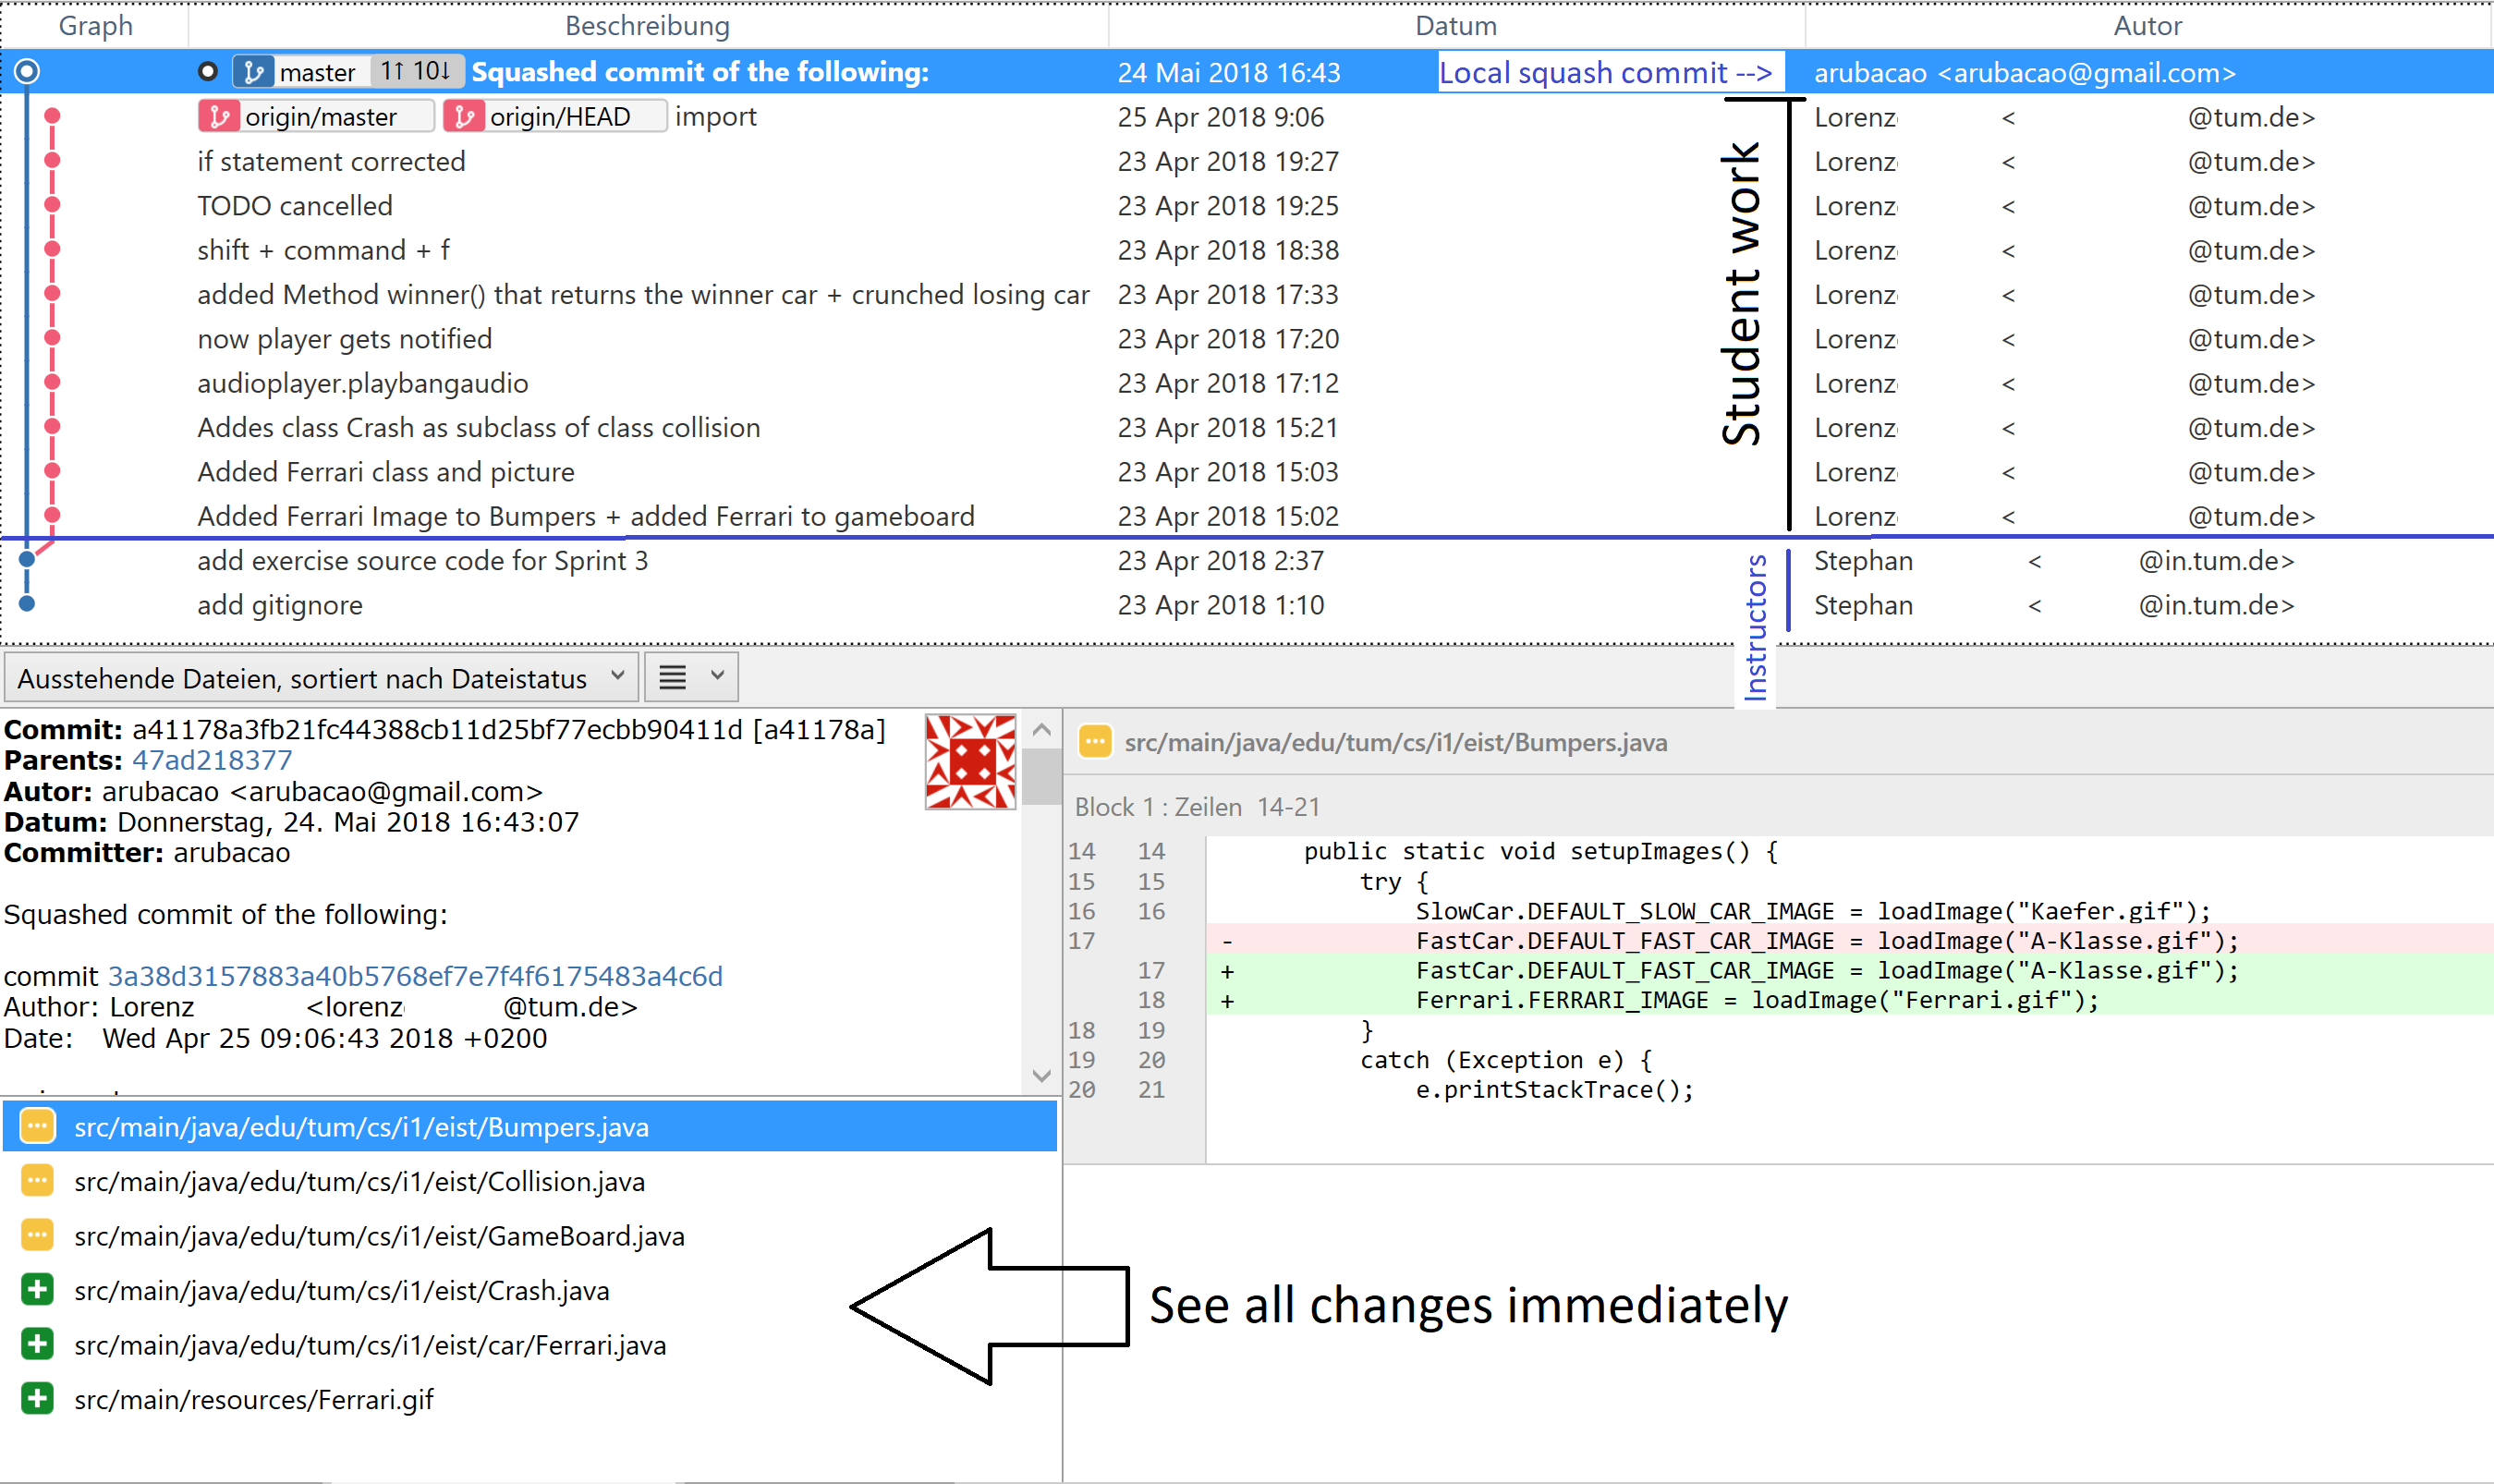 Graph Beschreibung Datum Autor
master 1↑ 10↓ Squashed commit of the following: 24 Mai 2018 16:43 Local squash commit --> arubacao <arubacao@gmail.com>
origin/master origin/HEAD import 25 Apr 2018 9:06 Lorenz < @tum.de>
if statement corrected 23 Apr 2018 19:27 Lorenz < @tum.de>
TODO cancelled 23 Apr 2018 19:25 Lorenz < @tum.de>
shift + command + f 23 Apr 2018 18:38 Lorenz < @tum.de>
added Method winner() that returns the winner car + crunched losing car 23 Apr 2018 17:33 Lorenz < @tum.de>
now player gets notified 23 Apr 2018 17:20 Lorenz < @tum.de>
audioplayer.playbangaudio 23 Apr 2018 17:12 Lorenz < @tum.de>
Addes class Crash as subclass of class collision 23 Apr 2018 15:21 Lorenz < @tum.de>
Added Ferrari class and picture 23 Apr 2018 15:03 Lorenz < @tum.de>
Added Ferrari Image to Bumpers + added Ferrari to gameboard 23 Apr 2018 15:02 Lorenz < @tum.de>
Student work
add exercise source code for Sprint 3 23 Apr 2018 2:37 Stephan < @in.tum.de>
add gitignore 23 Apr 2018 1:10 Stephan < @in.tum.de>
Instructors
Ausstehende Dateien, sortiert nach Dateistatus
Commit: a41178a3fb21fc44388cb11d25bf77ecbb90411d [a41178a]
Parents: 47ad218377
Autor: arubacao <arubacao@gmail.com>
Datum: Donnerstag, 24. Mai 2018 16:43:07
Committer: arubacao
Squashed commit of the following:
commit 3a38d3157883a40b5768ef7e7f4f6175483a4c6d
Author: Lorenz <lorenz @tum.de>
Date: Wed Apr 25 09:06:43 2018 +0200
src/main/java/edu/tum/cs/i1/eist/Bumpers.java
src/main/java/edu/tum/cs/i1/eist/Collision.java
src/main/java/edu/tum/cs/i1/eist/GameBoard.java
src/main/java/edu/tum/cs/i1/eist/Crash.java
src/main/java/edu/tum/cs/i1/eist/car/Ferrari.java
src/main/resources/Ferrari.gif
src/main/java/edu/tum/cs/i1/eist/Bumpers.java
Block 1 : Zeilen 14-21
14 14 public static void setupImages() {
15 15 try {
16 16 SlowCar.DEFAULT_SLOW_CAR_IMAGE = loadImage("Kaefer.gif");
17 - FastCar.DEFAULT_FAST_CAR_IMAGE = loadImage("A-Klasse.gif");
17 + FastCar.DEFAULT_FAST_CAR_IMAGE = loadImage("A-Klasse.gif");
18 + Ferrari.FERRARI_IMAGE = loadImage("Ferrari.gif");
18 19 }
19 20 catch (Exception e) {
20 21 e.printStackTrace();
See all changes immediately